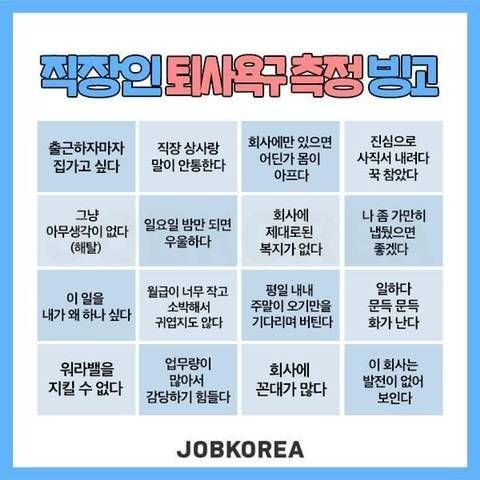 직장인 퇴사욕구 측정 빙고
출근하자마자
집가고 싶다
직장 상사랑
말이 안통한다
회사에만 있으면
어딘가 몸이
아프다
진심으로
사직서 내려다
꾹 참았다
그냥
아무생각이 없다
(해탈)
일요일 밤만 되면
우울하다
회사에
제대로된
복지가 없다
나 좀 가만히
냅뒀으면
좋겠다
이 일을
내가 왜 하나 싶다
월급이 너무 작고
소박해서
귀엽지도 않다
평일 내내
주말이 오기만을
기다리며 버틴다
일하다
문득 문득
화가 난다
워라밸을
지킬 수 없다
업무량이
많아서
감당하기 힘들다
회사에
꼰대가 많다
이 회사는
발전이 없어
보인다
JOBKOREA
JOBKOREA